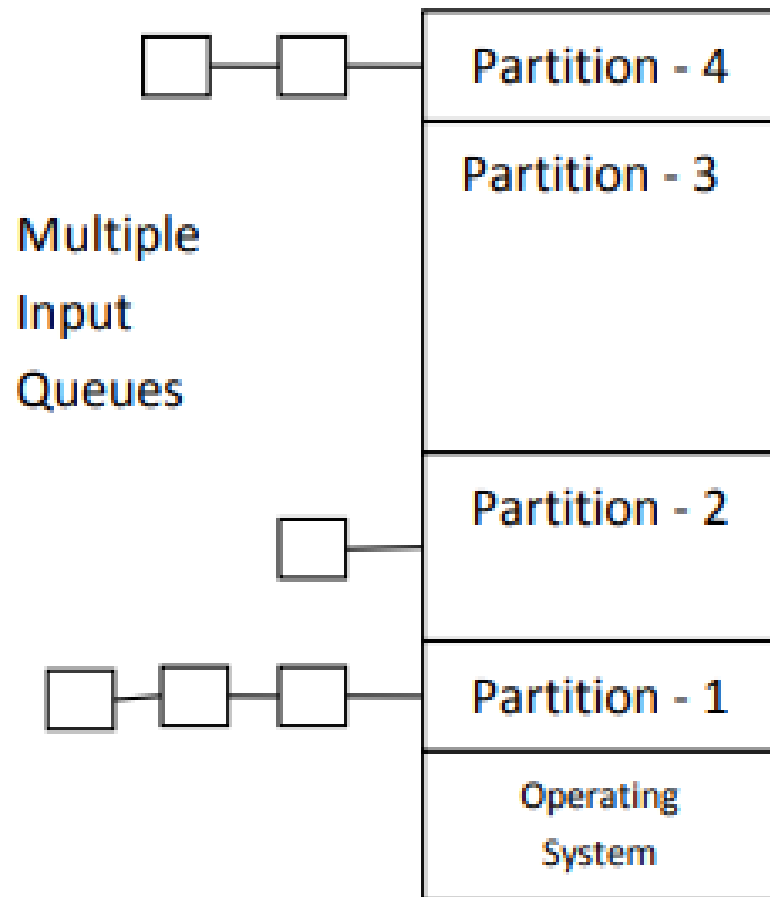 Partition - 4
Partition - 3
Multiple
Input
Queues
Partition - 2
Partition - 1
Operating
System